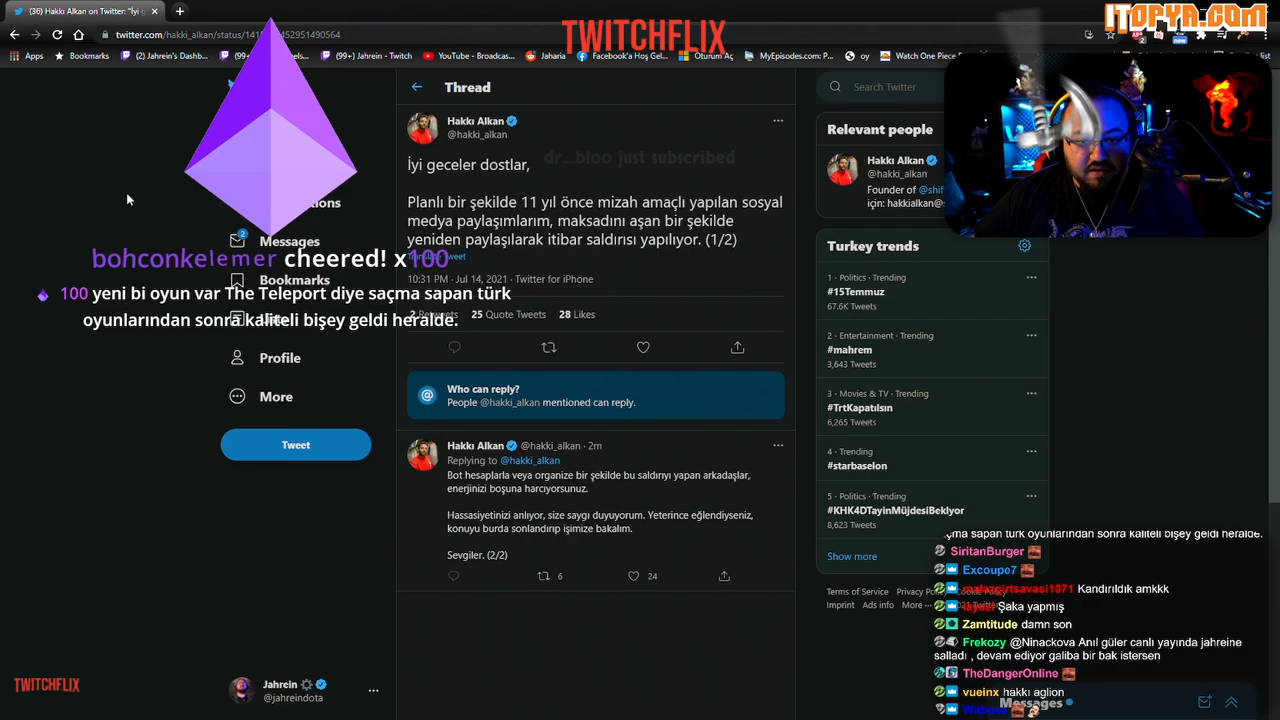 (36) Hakkı Alkan on Twitter: "İyi g
twitter.com/hakki_alkan/status/141
452951490564
Apps
Bookmarks
(2) Jahrein's Dashb...
(99+) Twitch
(99+) Jahrein - Twitch
YouTube - Broadcas...
Jaharia
Facebook'a Hoş Gel...
Oturum Aç
MyEpisodes.com: P...
oy
Watch One Piece
TWITCHFLIX
ITOPYA.COM
Thread
Hakkı Alkan
@hakki_alkan
dr__bloo just subscribed
İyi geceler dostlar,
Planlı bir şekilde 11 yıl önce mizah amaçlı yapılan sosyal
medya paylaşımlarım, maksadını aşan bir şekilde
yeniden paylaşılarak itibar saldırısı yapılıyor. (1/2)
10:31 PM · Jul 14, 2021 · Twitter for iPhone
2 Retweets 25 Quote Tweets 28 Likes
Who can reply?
People @hakki_alkan mentioned can reply.
Hakkı Alkan @hakki_alkan · 2m
Replying to @hakki_alkan
Bot hesaplarla veya organize bir şekilde bu saldırıyı yapan arkadaşlar,
enerjinizi boşuna harcıyorsunuz.
Hassasiyetinizi anlıyor, size saygı duyuyorum. Yeterince eğlendiyseniz,
konuyu burda sonlandırıp işimize bakalım.
Sevgiler. (2/2)
6 24
bohconkelemer cheered! x100
100 yeni bi oyun var The Teleport diye saçma sapan türk
oyunlarından sonra kaliteli bişey geldi heralde.
2
Messages
Bookmarks
Profile
More
Tweet
TWITCHFLIX
Jahrein
@jahreindota
Search Twitter
Relevant people
Hakkı Alkan
@hakki_alkan
Founder of @shif
için: hakkialkan@s
Turkey trends
1 · Politics · Trending
#15Temmuz
67.6K Tweets
2 · Entertainment · Trending
#mahrem
3,643 Tweets
3 · Movies & TV · Trending
#TrtKapatılsın
6,265 Tweets
4 · Trending
#starbaselon
5 · Politics · Trending
#KHK4DTayinMüjdesiBeklyor
8,623 Tweets
Show more
Terms of Service
Imprint Ads info More
sapan türk oyunlarından sonra kaliteli bişey geldi heralde.
SiritanBurger
Excoupe7
malazgirtsavasi1071 Kandırıldık amkkk
Şaka yapmış
Zamtitude damn son
Frekozy @Ninackova Anıl güler canlı yayında jahreine
salladı , devam ediyor galiba bir bak istersen
TheDangerOnline
vueinx hakkı aglion
Messages